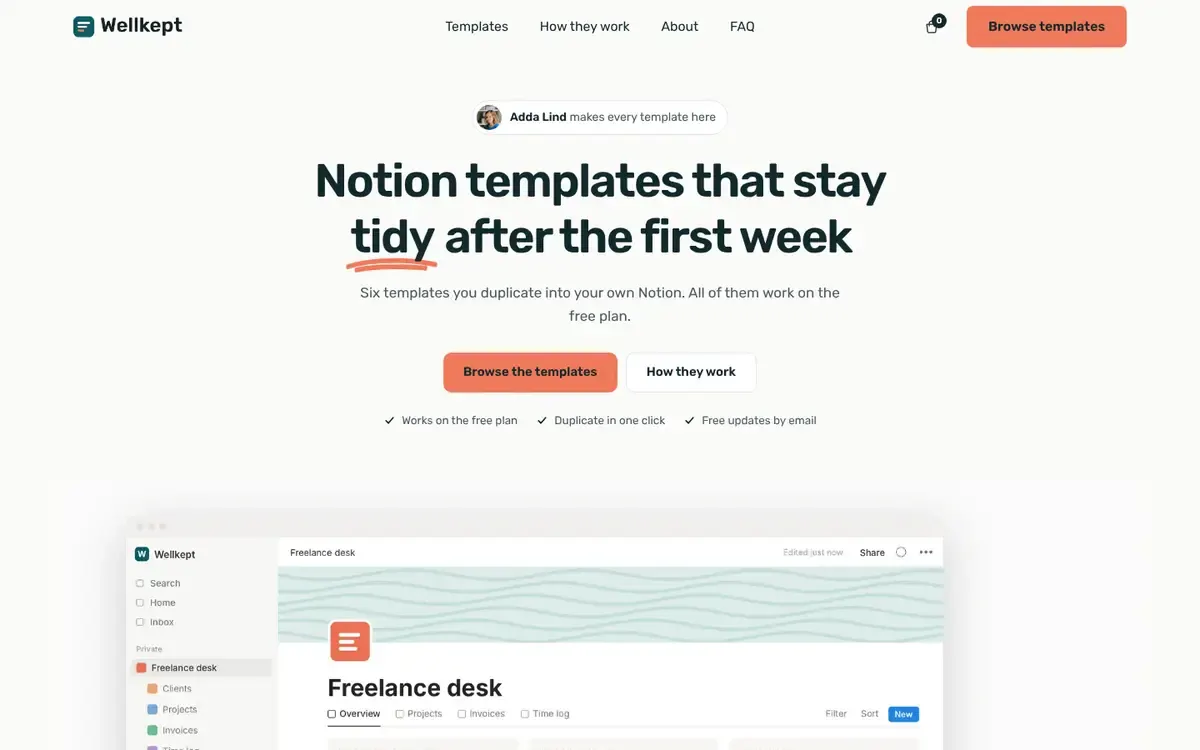 Wellkept
Templates
How they work
About
FAQ
0
Browse templates
Adda Lind makes every template here
Notion templates that stay
tidy after the first week
Six templates you duplicate into your own Notion. All of them work on the
free plan.
Browse the templates
How they work
Works on the free plan
Duplicate in one click
Free updates by email
W Wellkept
Freelance desk
Edited just now
Share
Search
Home
Inbox
Private
Freelance desk
Clients
Projects
Invoices
Freelance desk
Overview
Projects
Invoices
Time log
Filter
Sort
New